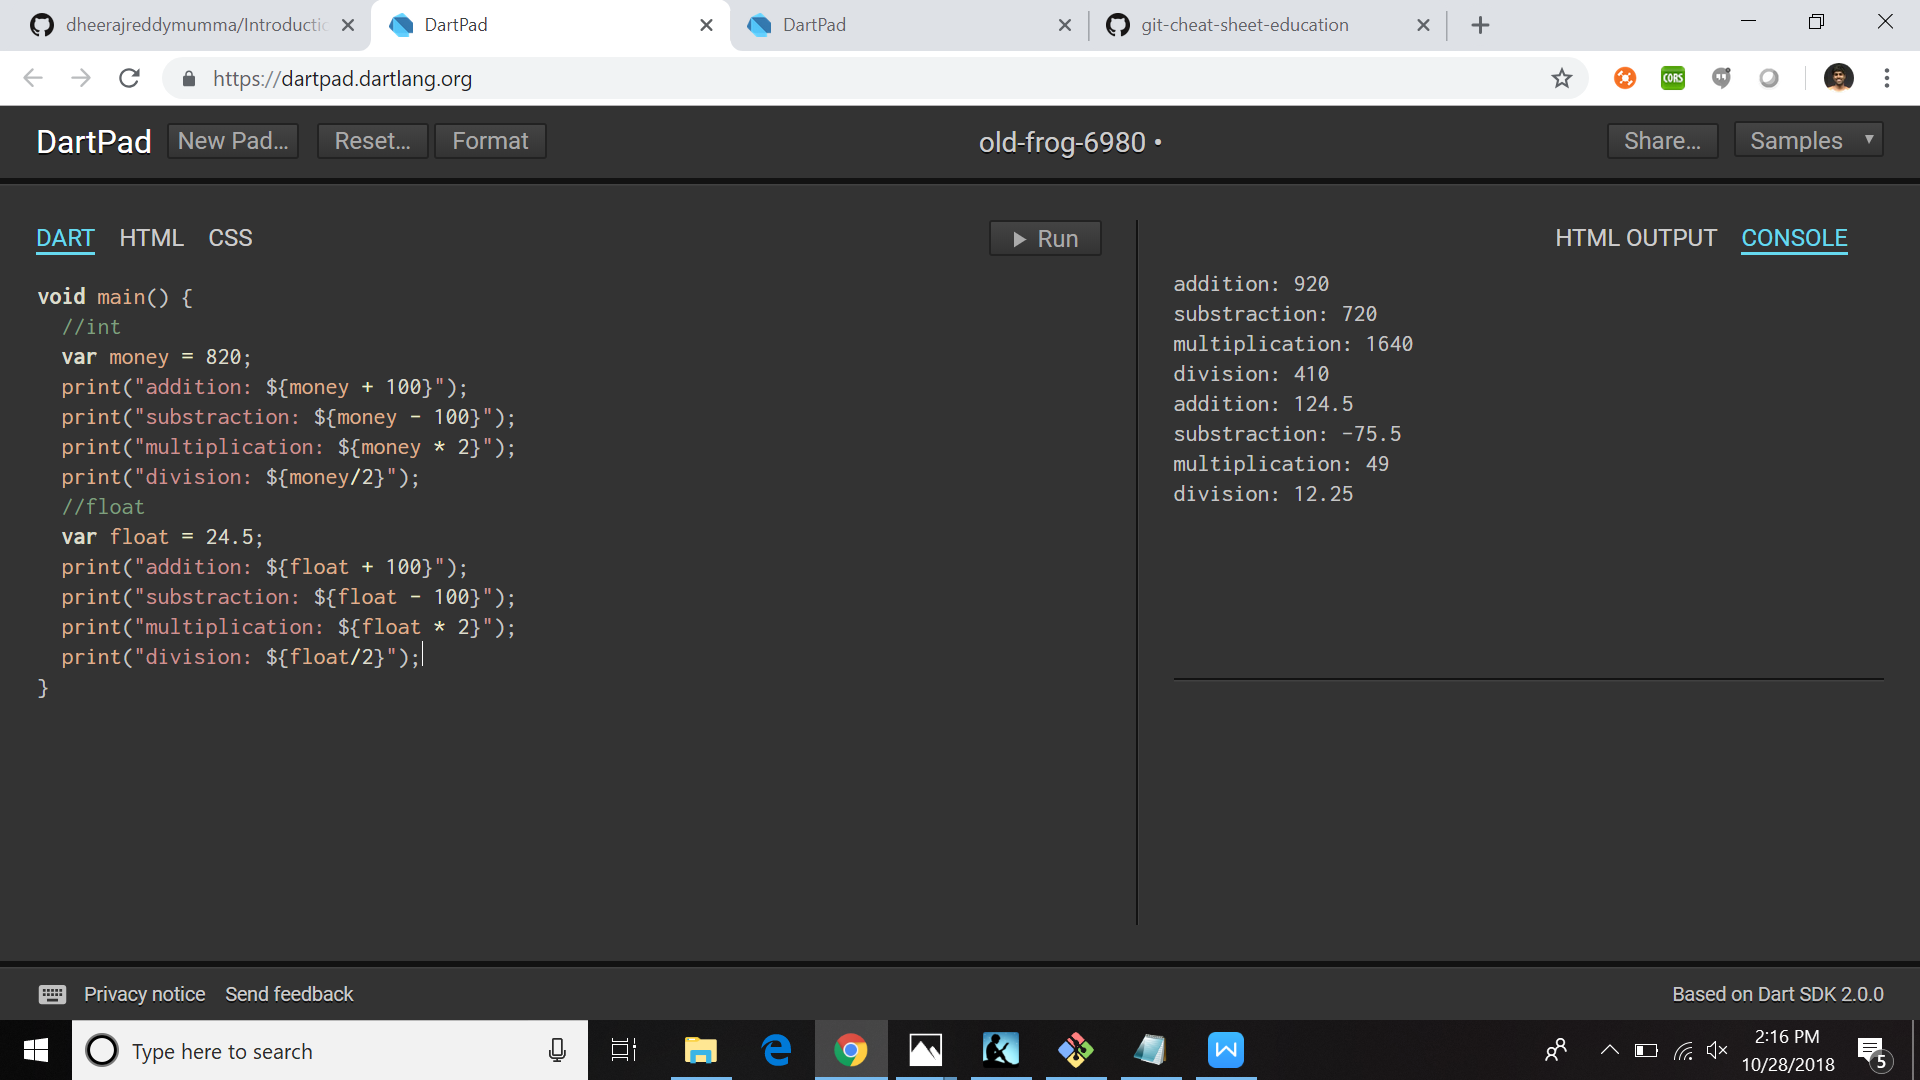 dheerajreddymumma/Introductic
DartPad
DartPad
git-cheat-sheet-education
https://dartpad.dartlang.org
CORS
DartPad
New Pad...
Reset...
Format
old-frog-6980 •
Share...
Samples
DART
HTML
CSS
Run
HTML OUTPUT
CONSOLE
void main() {
//int
var money = 820;
print("addition: ${money + 100}");
print("substraction: ${money - 100}");
print("multiplication: ${money * 2}");
print("division: ${money/2}");
//float
var float = 24.5;
print("addition: ${float + 100}");
print("substraction: ${float - 100}");
print("multiplication: ${float * 2}");
print("division: ${float/2}");
}
addition: 920
substraction: 720
multiplication: 1640
division: 410
addition: 124.5
substraction: -75.5
multiplication: 49
division: 12.25
Privacy notice
Send feedback
Based on Dart SDK 2.0.0
Type here to search
2:16 PM
10/28/2018
5